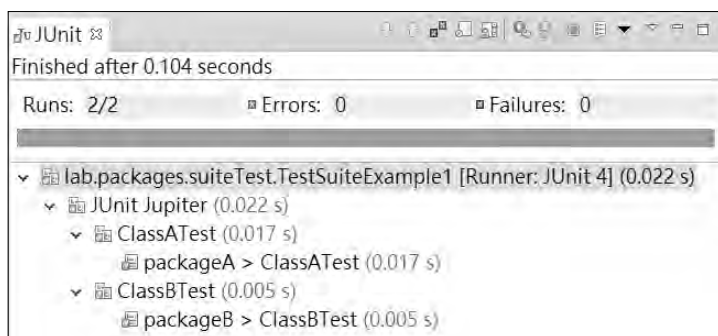 JUnit
Finished after 0.104 seconds
Runs: 2/2 Errors: 0 Failures: 0
lab.packages.suiteTest.TestSuiteExample1 [Runner: JUnit 4] (0.022 s)
JUnit Jupiter (0.022 s)
ClassATest (0.017 s)
packageA > ClassATest (0.017 s)
ClassBTest (0.005 s)
packageB > ClassBTest (0.005 s)